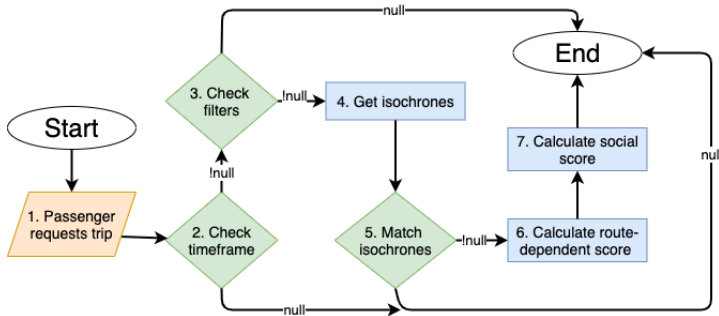 null
End
3. Check
filters
!null
4. Get isochrones
Start
7. Calculate social
score
nul
!null
1. Passenger
requests trip
2. Check
timeframe
5. Match
isochrones
!null
6. Calculate route-
dependent score
null